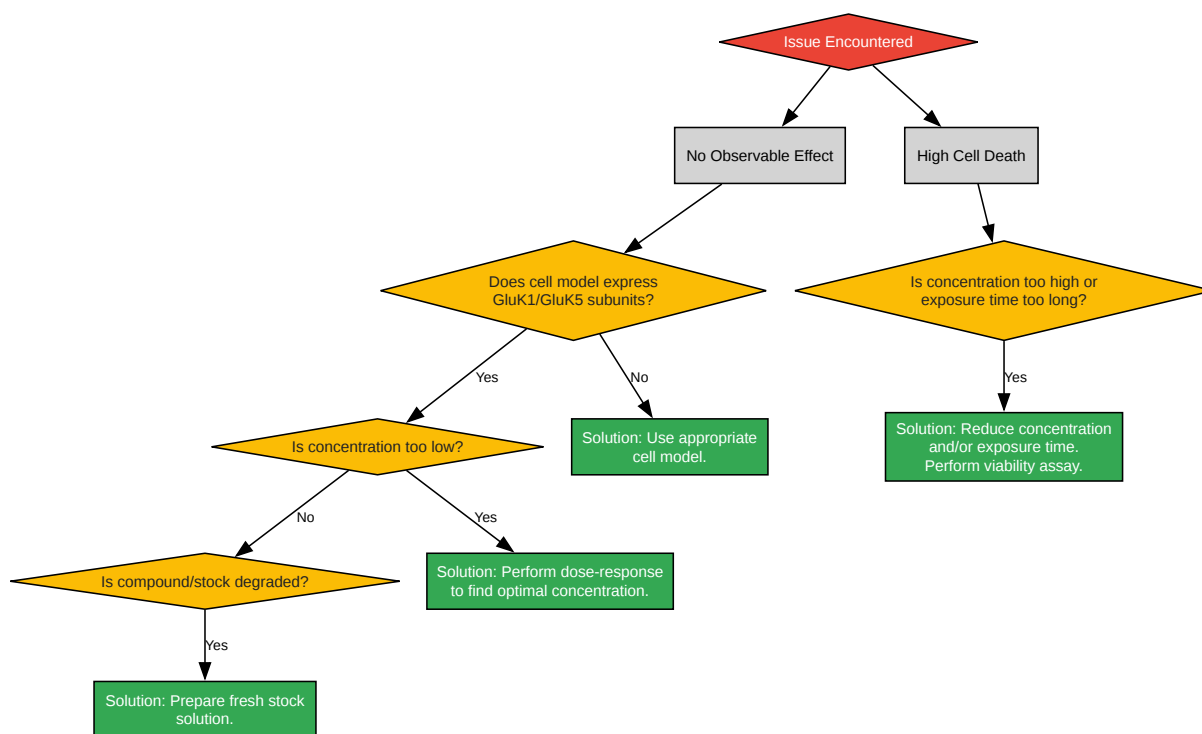 Issue Encountered
No Observable Effect
High Cell Death
Does cell model express
GluK1/GluK5 subunits?
Is concentration too high or
exposure time too long?
Yes
No
Yes
Is concentration too low?
Solution: Use appropriate
cell model.
Solution: Reduce concentration
and/or exposure time.
Perform viability assay.
No
Yes
Is compound/stock degraded?
Solution: Perform dose-response
to find optimal concentration.
Yes
Solution: Prepare fresh stock
solution.